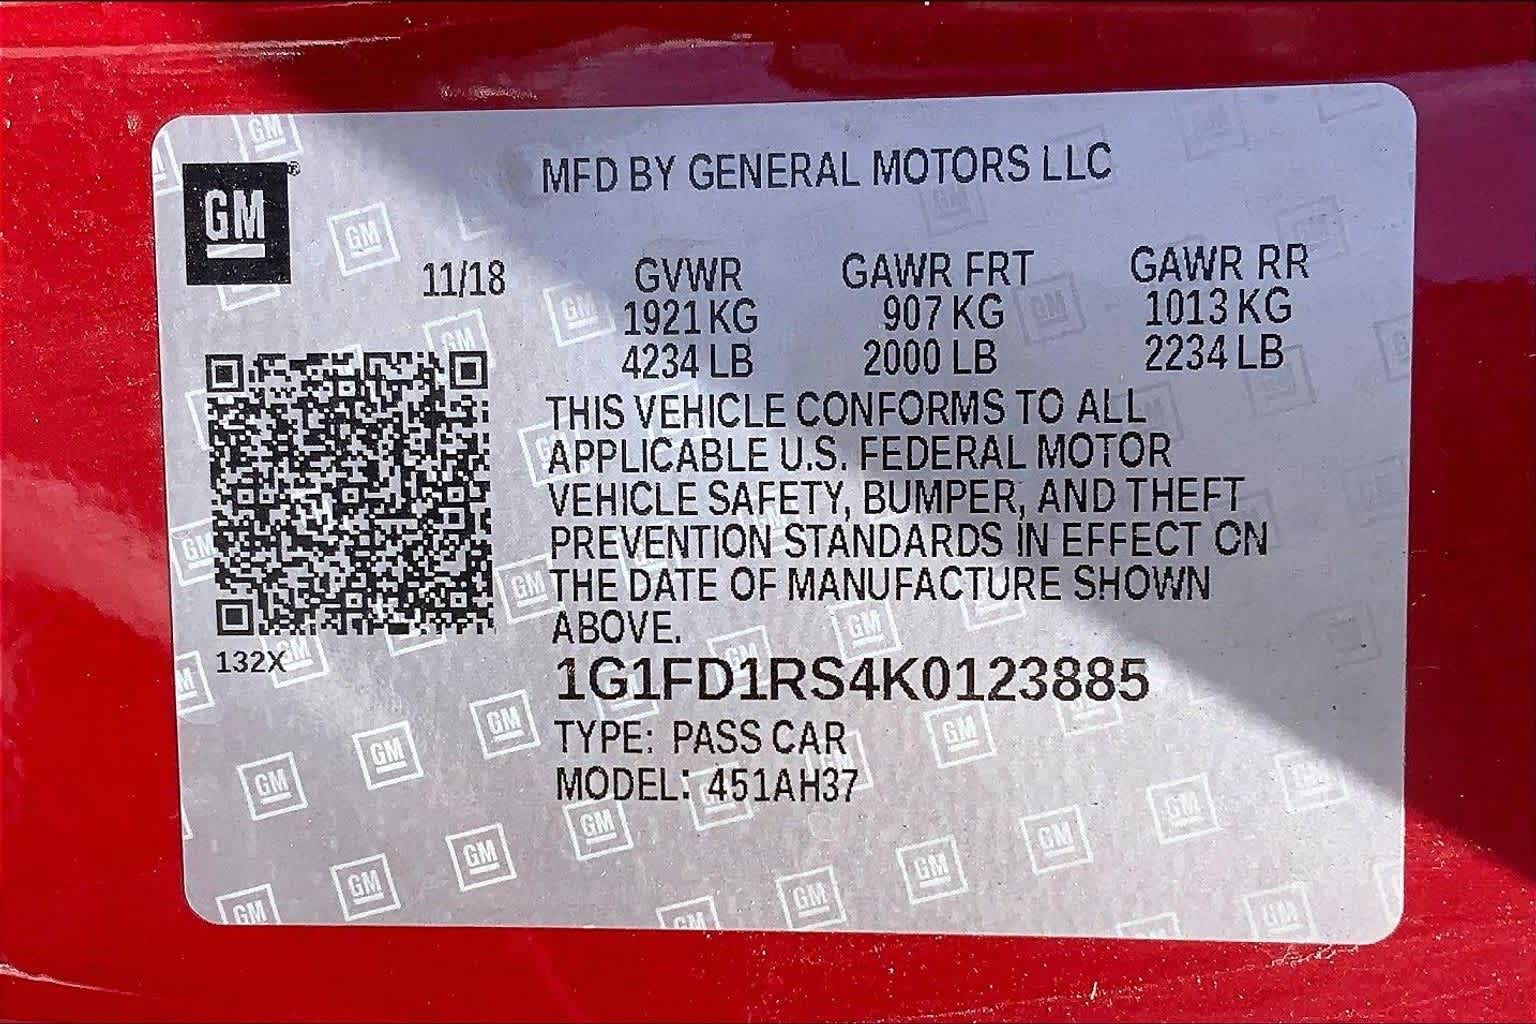 MFD BY GENERAL MOTORS LLC
GM®
11/18
GVWR
1921 KG
4234 LB
GAWR FRT
907 KG
2000 LB
GAWR RR
1013 KG
2234 LB
THIS VEHICLE CONFORMS TO ALL
APPLICABLE U.S. FEDERAL MOTOR
VEHICLE SAFETY, BUMPER, AND THEFT
PREVENTION STANDARDS IN EFFECT ON
THE DATE OF MANUFACTURE SHOWN
ABOVE.
132X
1G1FD1RS4K0123885
TYPE: PASS CAR
MODEL: 451AH37